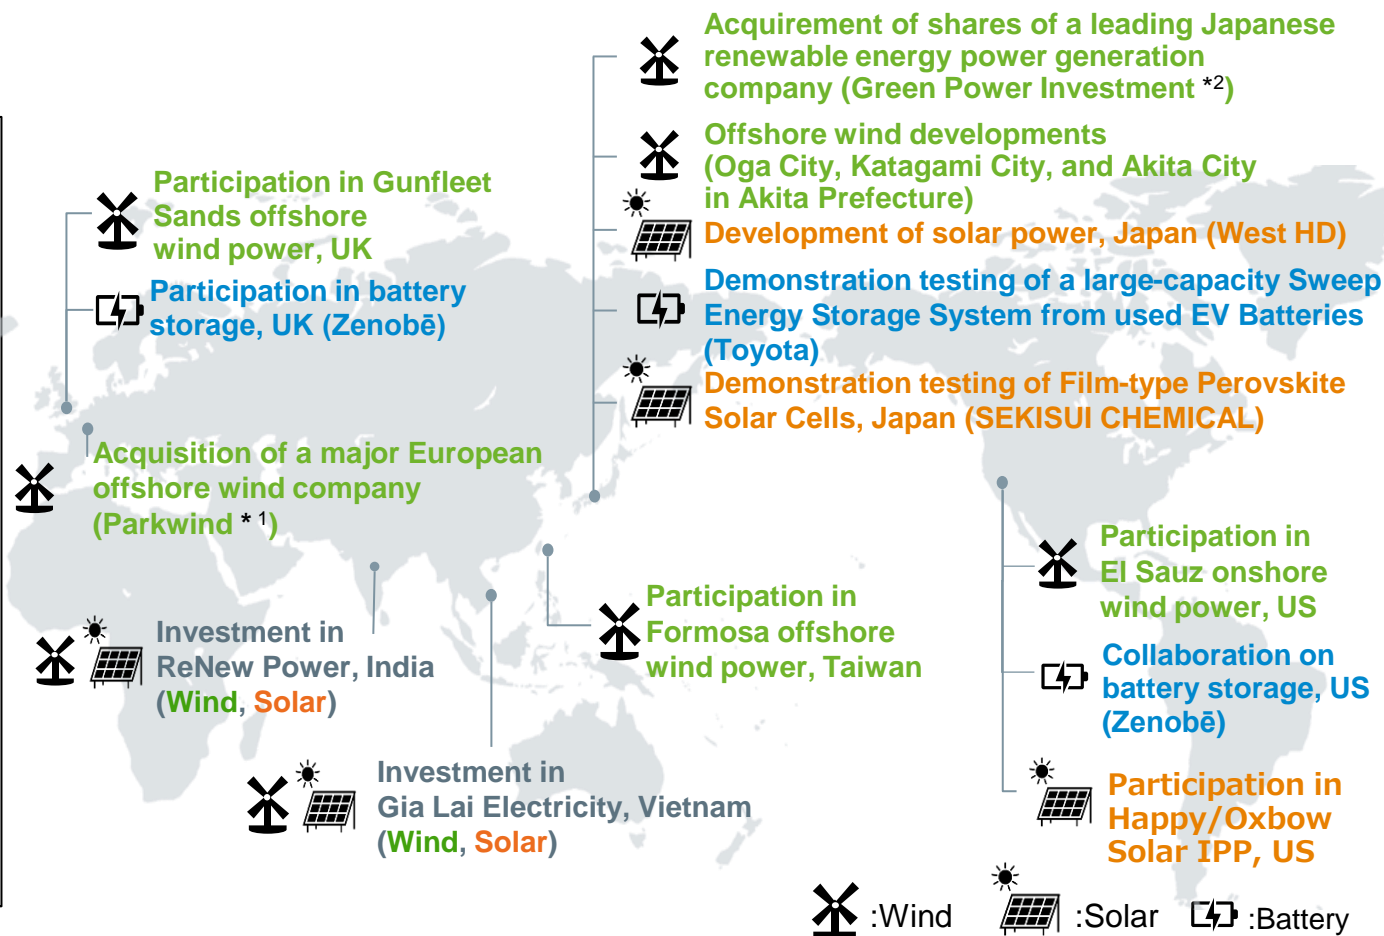 Acquirement of shares of a leading Japanese
renewable energy power generation
company (Green Power Investment *2)
Offshore wind developments
(Oga City, Katagami City, and Akita City
in Akita Prefecture)
Development of solar power, Japan (West HD)
Demonstration testing of a large-capacity Sweep
Energy Storage System from used EV Batteries
(Toyota)
Demonstration testing of Film-type Perovskite
Solar Cells, Japan (SEKISUI CHEMICAL)
Participation in Gunfleet
Sands offshore
wind power, UK
Participation in battery
storage, UK (Zenobē)
Acquisition of a major European
offshore wind company
(Parkwind * 1)
Investment in
ReNew Power, India
(Wind, Solar)
Investment in
Gia Lai Electricity, Vietnam
(Wind, Solar)
Participation in
Formosa offshore
wind power, Taiwan
Participation in
El Sauz onshore
wind power, US
Collaboration on
battery storage, US
(Zenobē)
Participation in
Happy/Oxbow
Solar IPP, US
:Wind :Solar :Battery